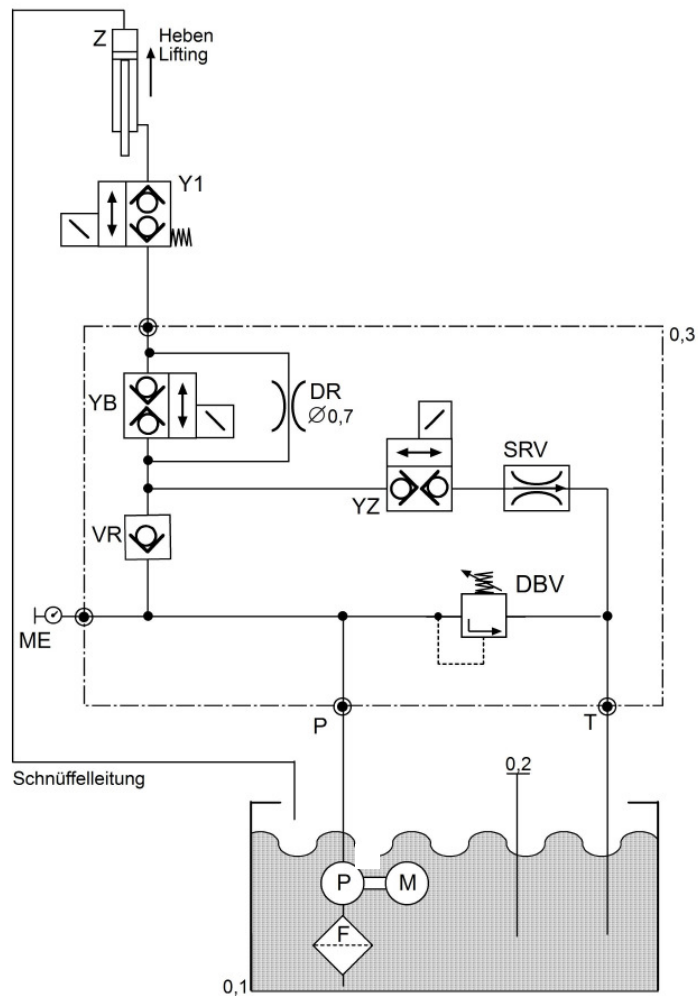 Z
Heben
Lifting
Y1
0,3
YB
DR
∅0,7
SRV
YZ
VR
DBV
ME
P
T
Schnüffelleitung
0,2
P
M
F
0,1